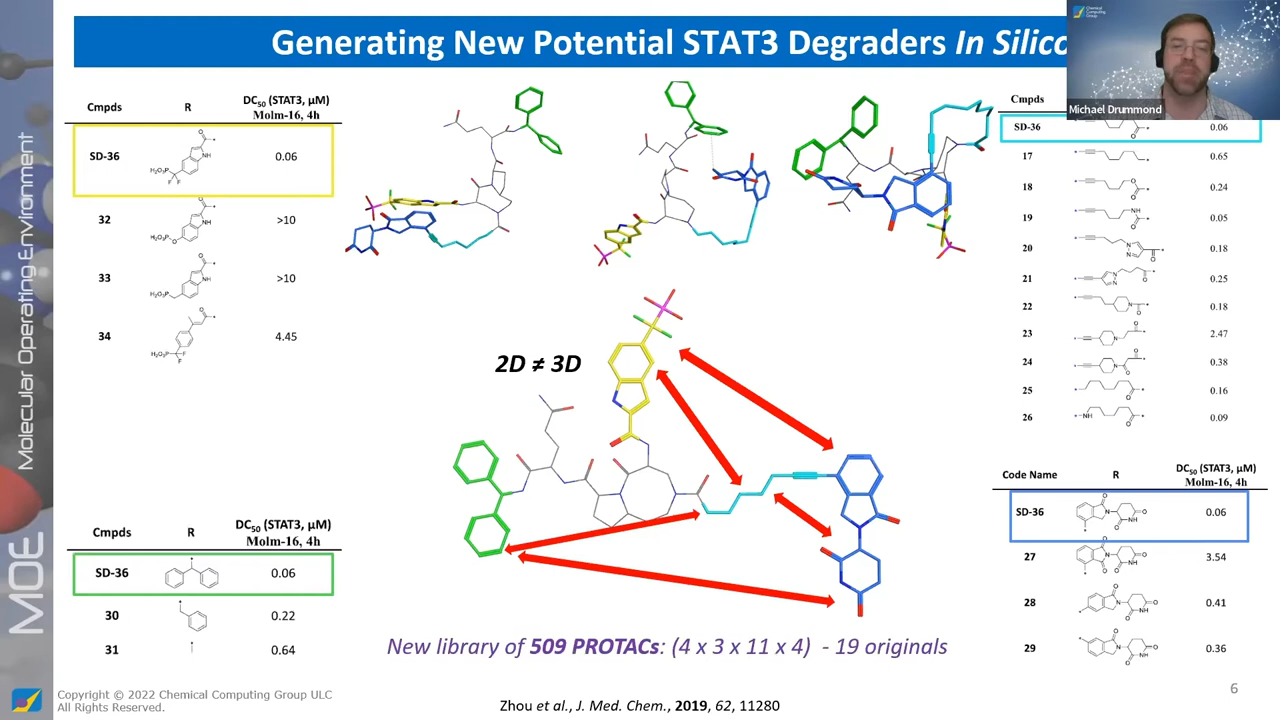 Generating New Potential STAT3 Degraders In Silico
Chemical
Computing
Group
Michael Drummond
Molecular Operating Environment
MOE
Cmpds R DC50 (STAT3, µM)
Molm-16, 4h
SD-36 0.06
32 >10
33 >10
34 4.45
Cmpds
SD-36 0.06
17 0.65
18 0.24
19 0.05
20 0.18
21 0.25
22 0.18
23 2.47
24 0.38
25 0.16
26 0.09
2D ≠ 3D
Cmpds R DC50 (STAT3, µM)
Molm-16, 4h
SD-36 0.06
30 0.22
31 0.64
Code Name R DC50 (STAT3, µM)
Molm-16, 4h
SD-36 0.06
27 3.54
28 0.41
29 0.36
New library of 509 PROTACs: (4 x 3 x 11 x 4) - 19 originals
6
Copyright © 2022 Chemical Computing Group ULC
All Rights Reserved.
Zhou et al., J. Med. Chem., 2019, 62, 11280